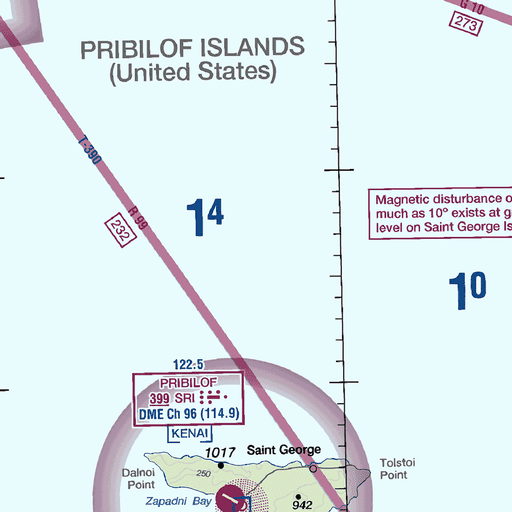 G 10
273
PRIBILOF ISLANDS
(United States)
T-390
R 99
232
14
Magnetic disturbance o
much as 10° exists at g
level on Saint George Is
10
122.5
PRIBILOF
399 SRI
DME Ch 96 (114.9)
KENAI
1017
Saint George
Dalnoi
Point
250
Tolstoi
Point
Zapadni Bay
942